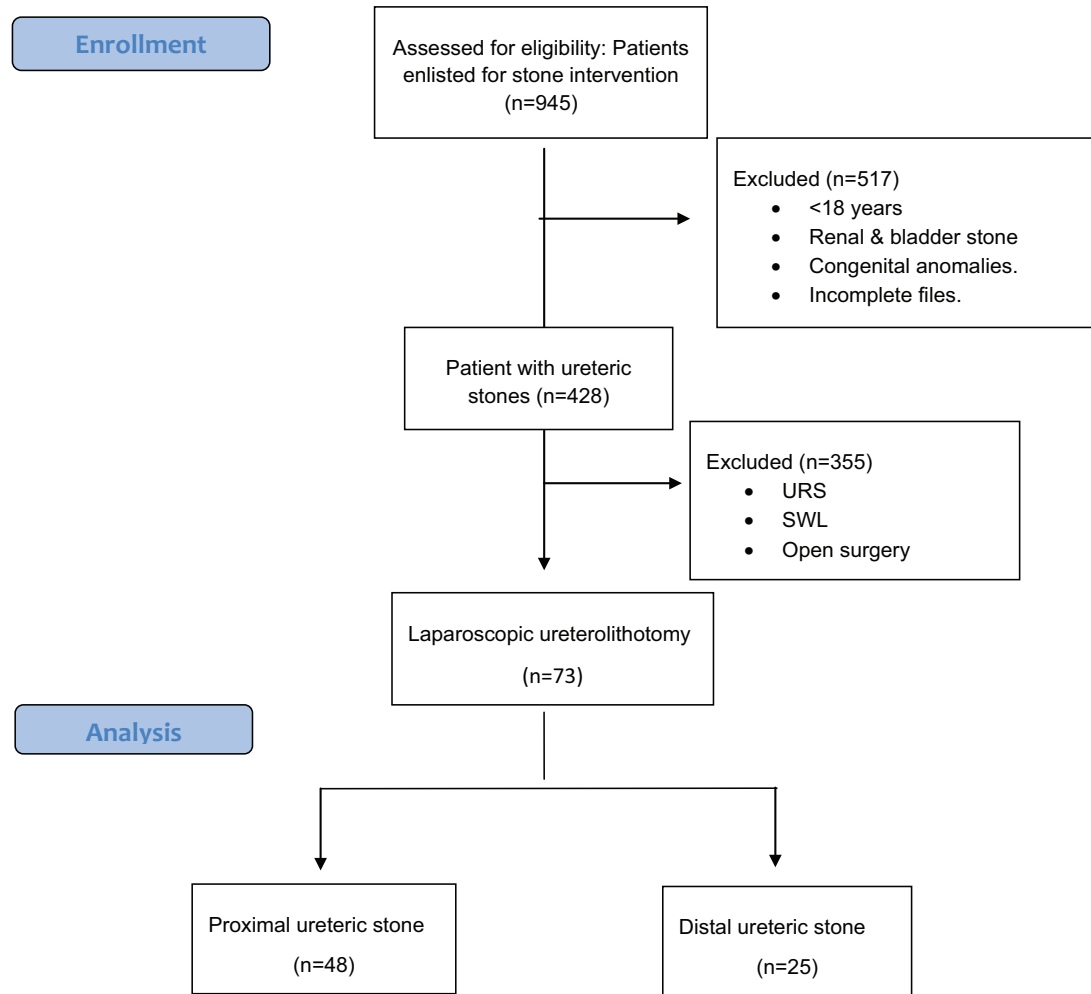 Enrollment
Assessed for eligibility: Patients
enlisted for stone intervention
(n=945)
Excluded (n=517)
• <18 years
• Renal & bladder stone
• Congenital anomalies.
• Incomplete files.
Patient with ureteric
stones (n=428)
Excluded (n=355)
• URS
• SWL
• Open surgery
Laparoscopic ureterolithotomy
(n=73)
Analysis
Proximal ureteric stone
(n=48)
Distal ureteric stone
(n=25)